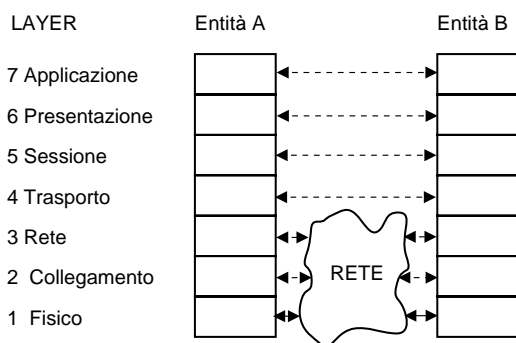 LAYER Entità A Entità B
7 Applicazione
6 Presentazione
5 Sessione
4 Trasporto
3 Rete
2 Collegamento
RETE
1 Fisico